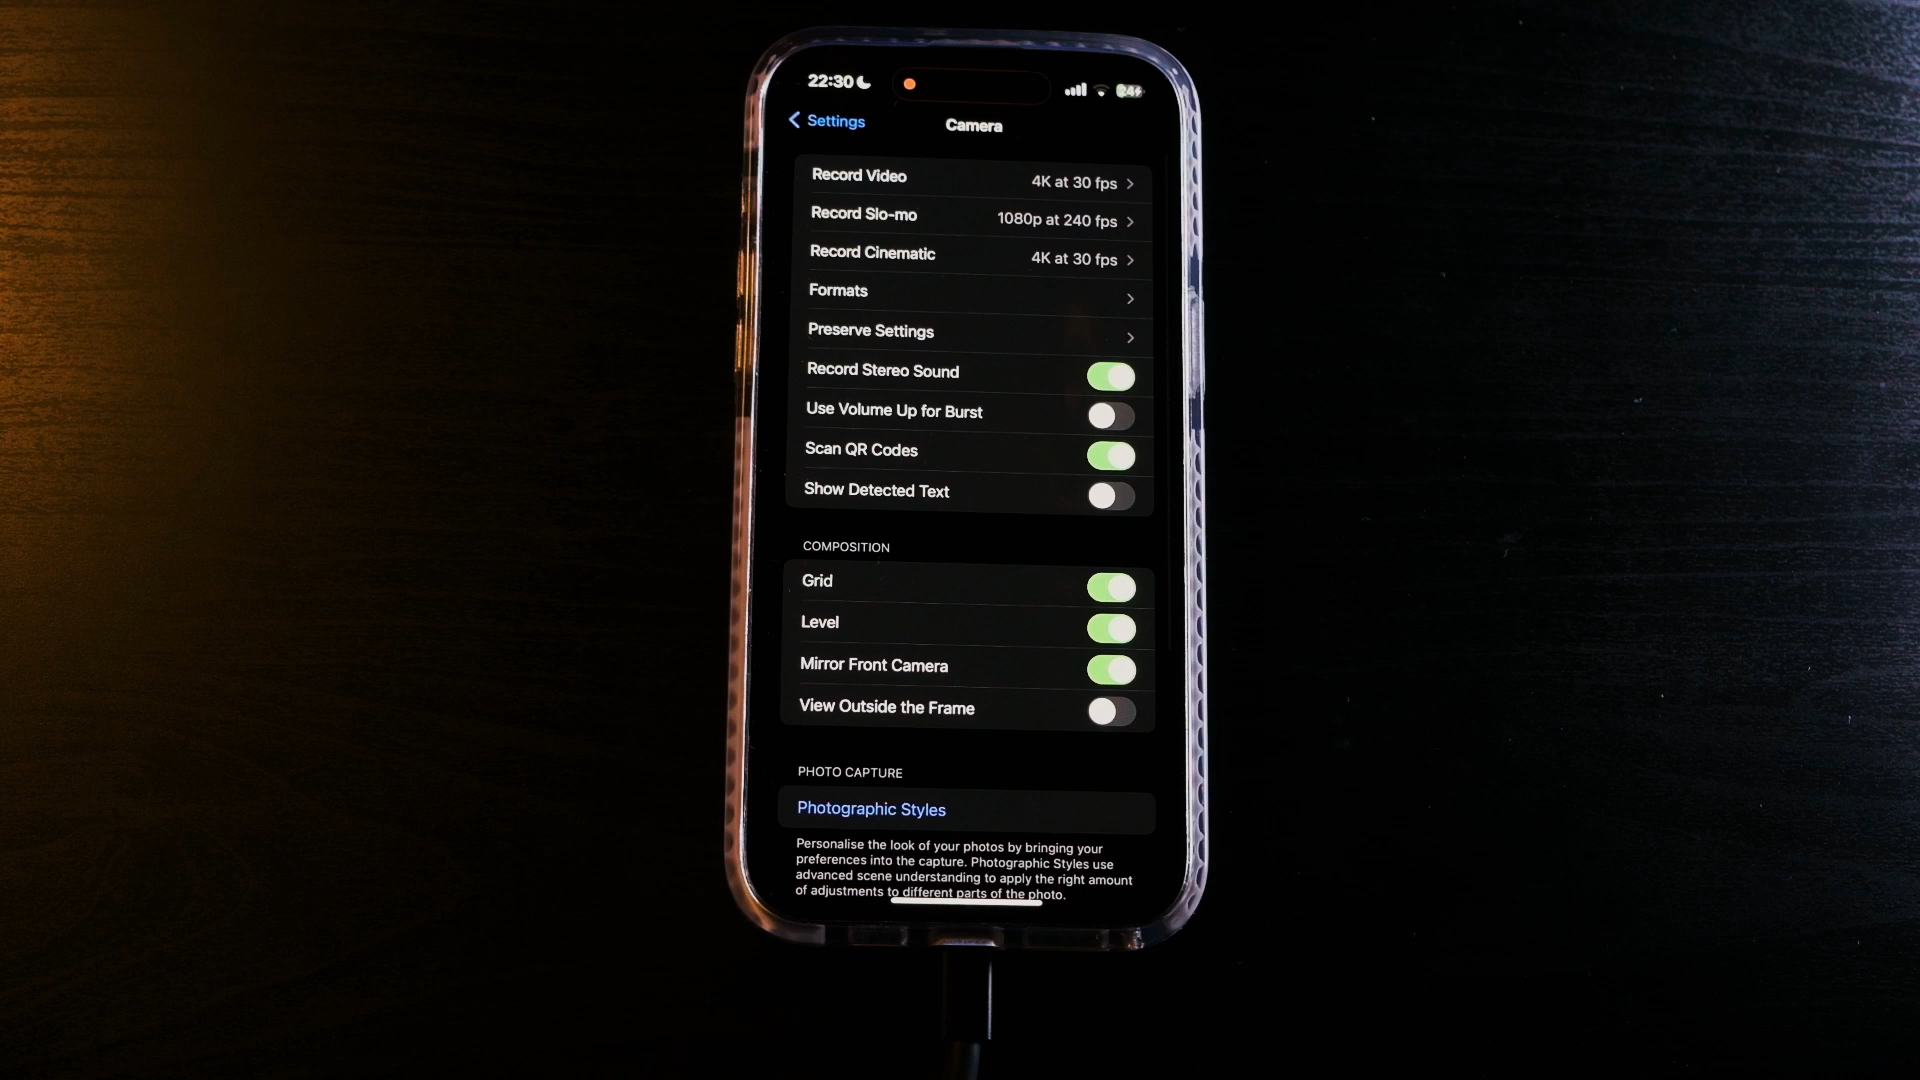 22:30
24
Settings
Camera
Record Video 4K at 30 fps
Record Slo-mo 1080p at 240 fps
Record Cinematic 4K at 30 fps
Formats
Preserve Settings
Record Stereo Sound
Use Volume Up for Burst
Scan QR Codes
Show Detected Text
COMPOSITION
Grid
Level
Mirror Front Camera
View Outside the Frame
PHOTO CAPTURE
Photographic Styles
Personalise the look of your photos by bringing your
preferences into the capture. Photographic Styles use
advanced scene understanding to apply the right amount
of adjustments to different parts of the photo.